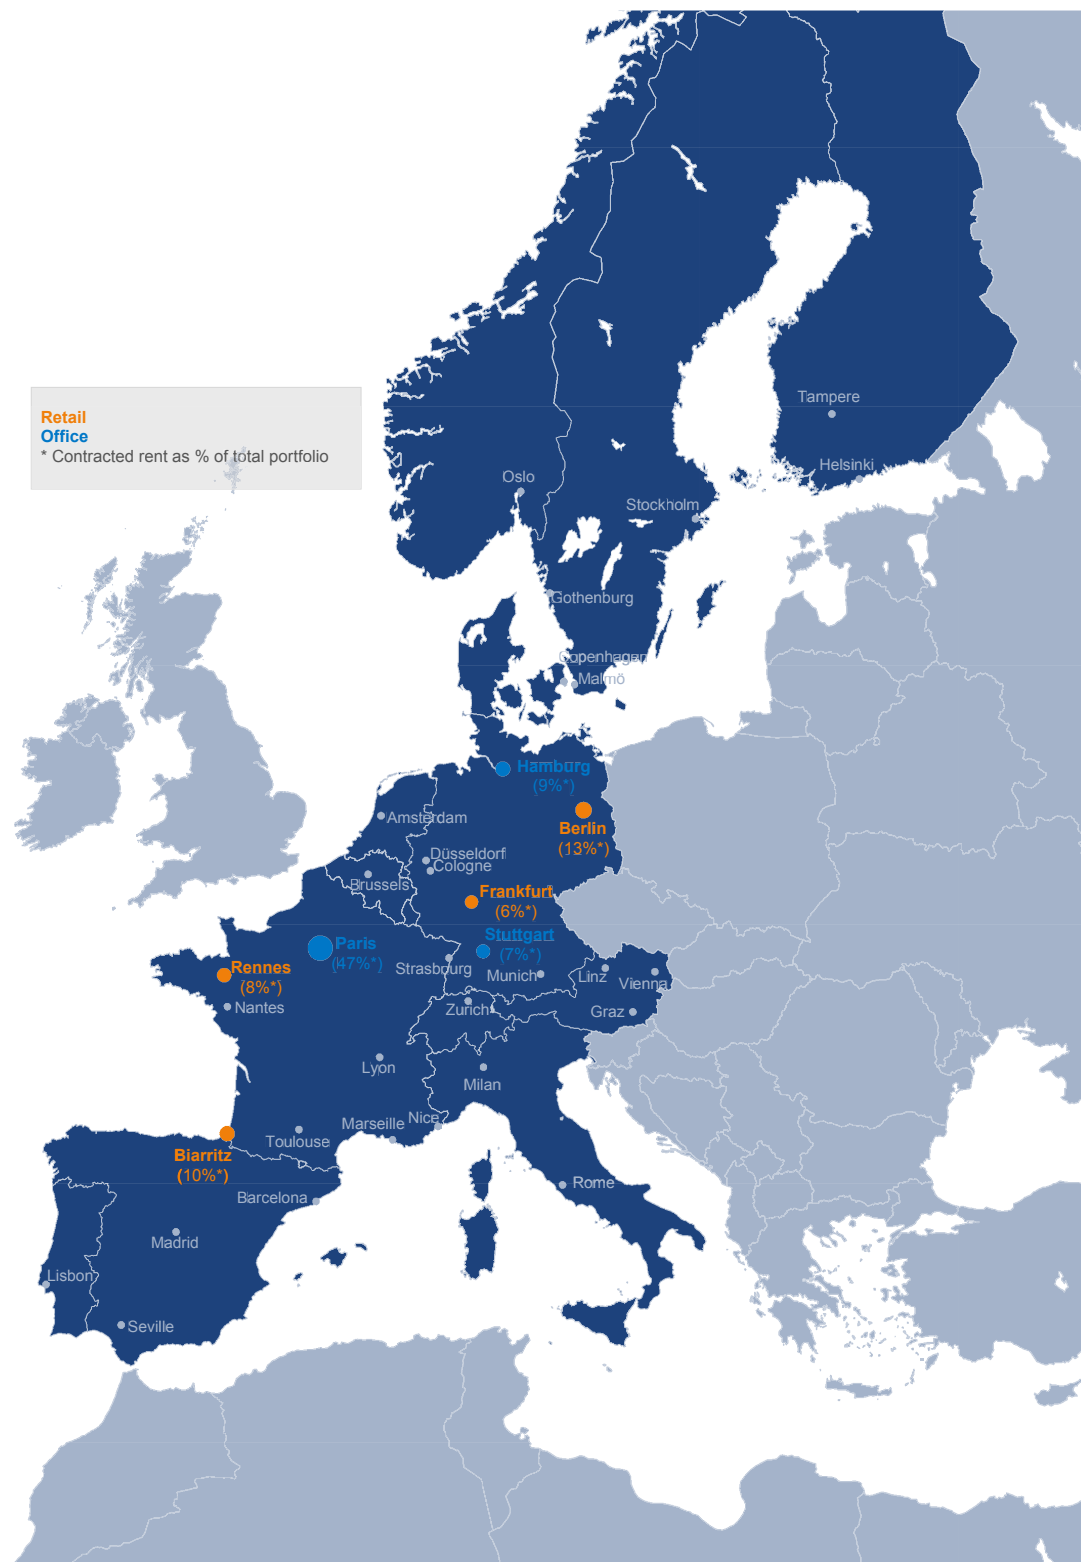 Retail
Office
* Contracted rent as % of total portfolio
Tampere
Helsinki
Oslo
Stockholm
Gothenburg
Copenhagen
Malmö
Hamburg
(9%*)
Amsterdam
Berlin
(13%*)
Düsseldorf
Cologne
Brussels
Frankfurt
(6%*)
Stuttgart
(7%*)
Paris
(47%*)
Strasbourg
Munich
Linz
Vienna
Rennes
(8%*)
Nantes
Zurich
Graz
Lyon
Milan
Marseille
Nice
Toulouse
Biarritz
(10%*)
Barcelona
Rome
Madrid
Lisbon
Seville